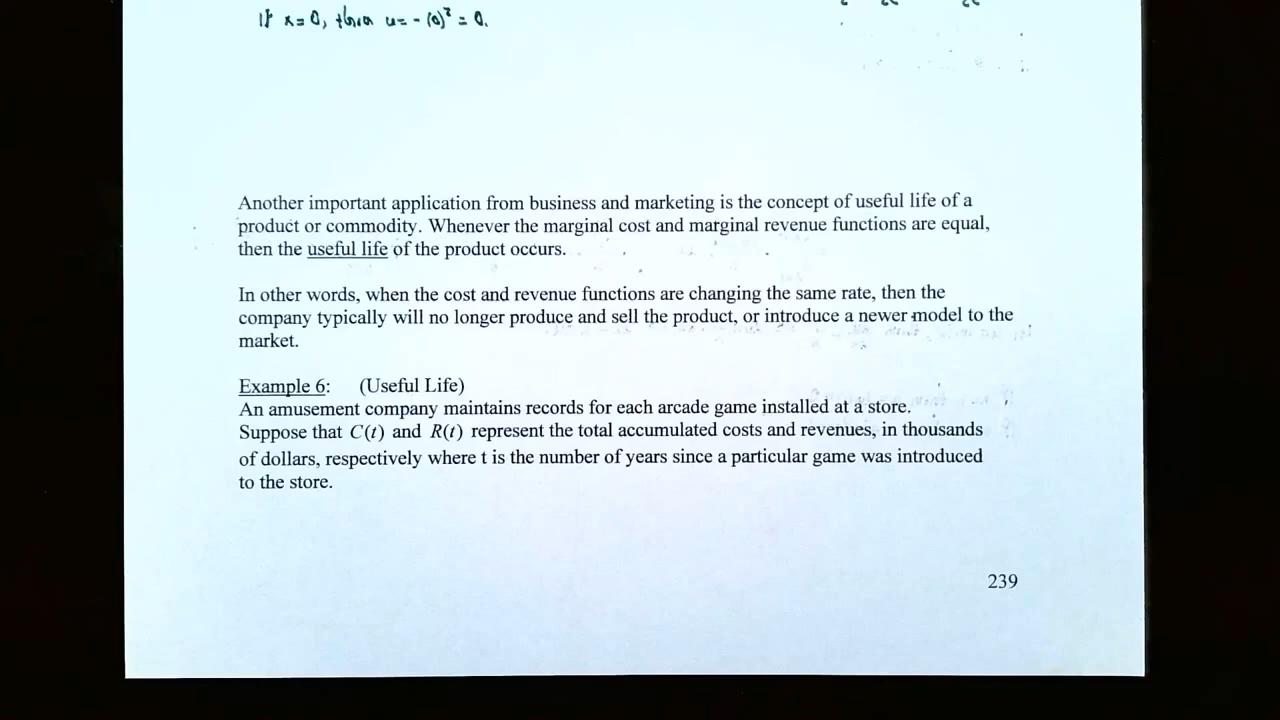 If x=0, then u= -(0)² = 0.
Another important application from business and marketing is the concept of useful life of a
product or commodity. Whenever the marginal cost and marginal revenue functions are equal,
then the useful life of the product occurs.
In other words, when the cost and revenue functions are changing the same rate, then the
company typically will no longer produce and sell the product, or introduce a newer model to the
market.
Example 6: (Useful Life)
An amusement company maintains records for each arcade game installed at a store.
Suppose that C(t) and R(t) represent the total accumulated costs and revenues, in thousands
of dollars, respectively where t is the number of years since a particular game was introduced
to the store.
239